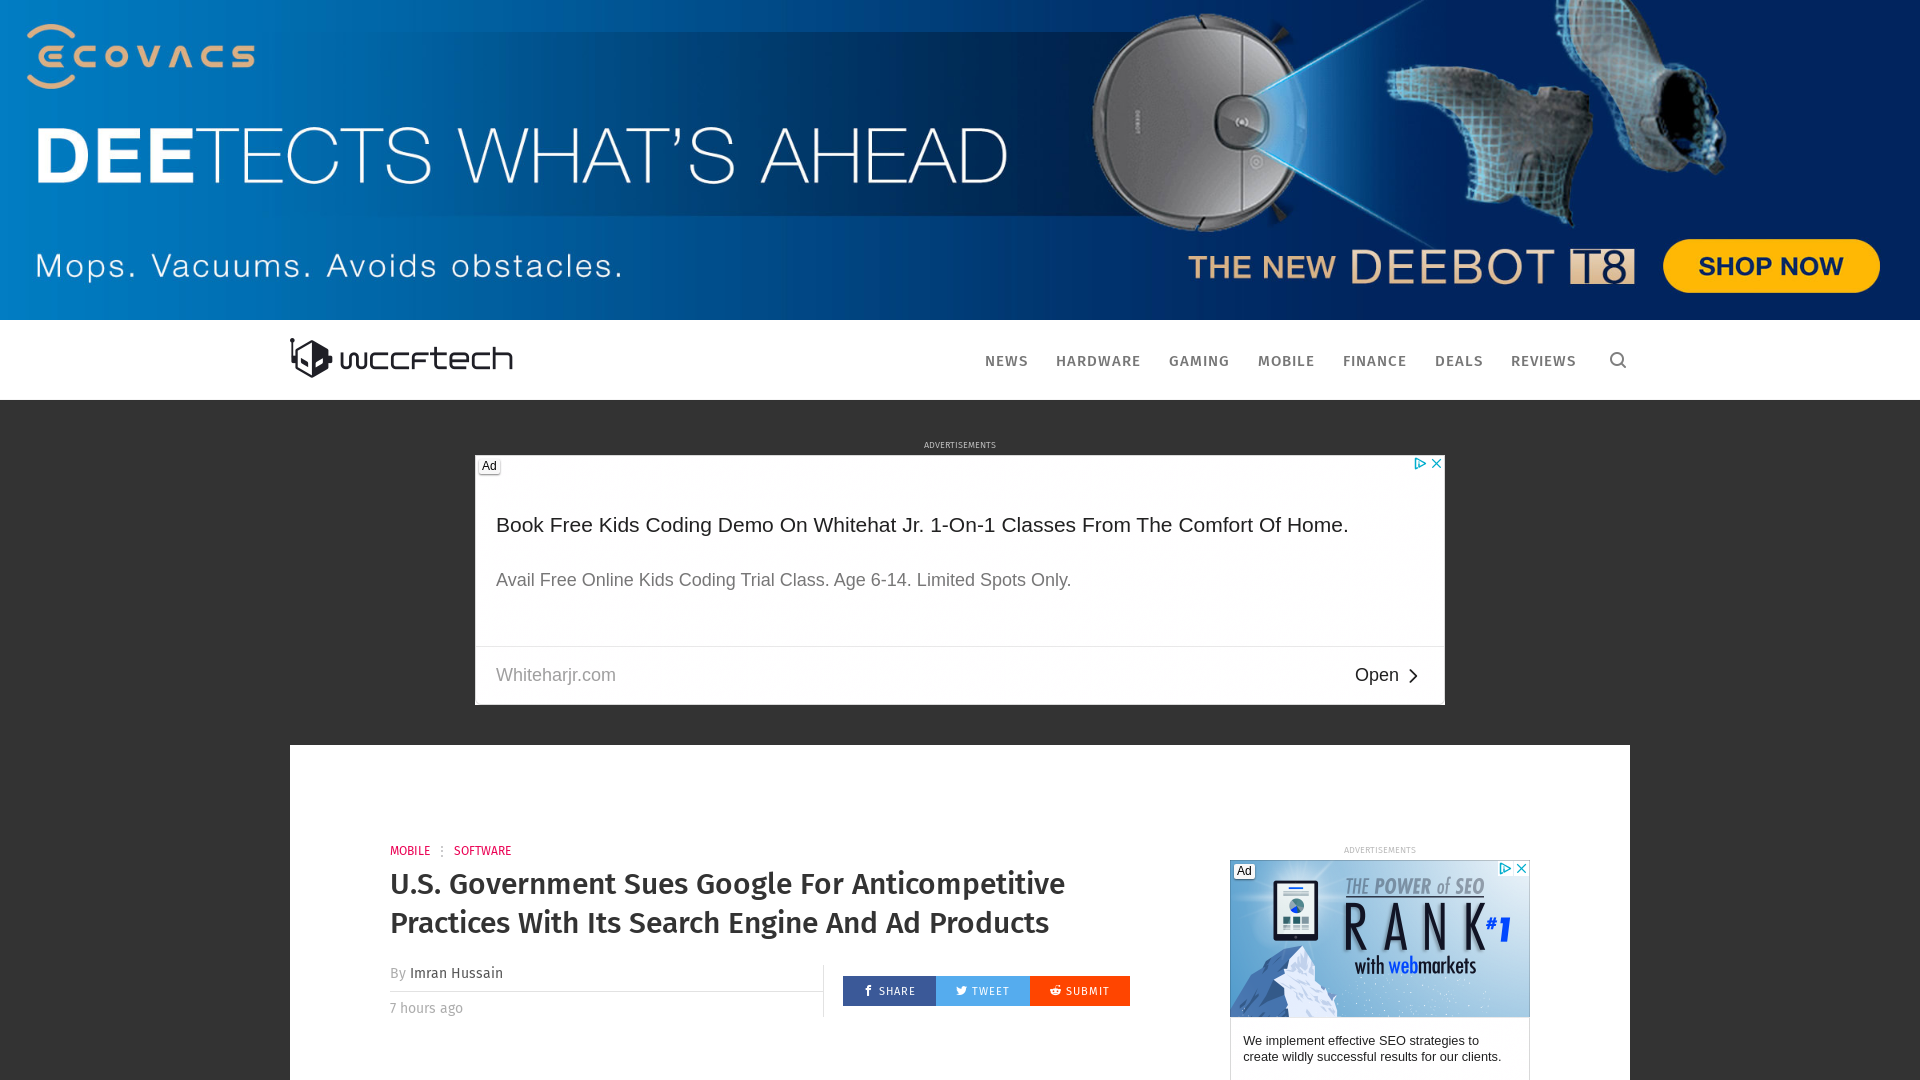 ECOVACS
DEETECTS WHAT'S AHEAD
Mops. Vacuums. Avoids obstacles.
THE NEW DEEBOT T8
SHOP NOW
wccftech
NEWS HARDWARE GAMING MOBILE FINANCE DEALS REVIEWS
ADVERTISEMENTS
Ad
Book Free Kids Coding Demo On Whitehat Jr. 1-On-1 Classes From The Comfort Of Home.
Avail Free Online Kids Coding Trial Class. Age 6-14. Limited Spots Only.
Whiteharjr.com
Open
MOBILE ⋮ SOFTWARE
U.S. Government Sues Google For Anticompetitive
Practices With Its Search Engine And Ad Products
By Imran Hussain
7 hours ago
SHARE TWEET SUBMIT
ADVERTISEMENTS
Ad
THE POWER of SEO
RANK #1
with webmarkets
We implement effective SEO strategies to
create wildly successful results for our clients.